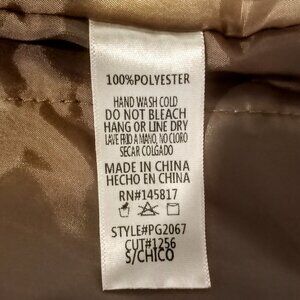 100%POLYESTER
HAND WASH COLD
DO NOT BLEACH
HANG OR LINE DRY
LAVE FRIO A MANO, NO CLORO
SECAR COLGADO
MADE IN CHINA
HECHO EN CHINA
RN#145817
STYLE#PG2067
CUT#1256
S/CHICO